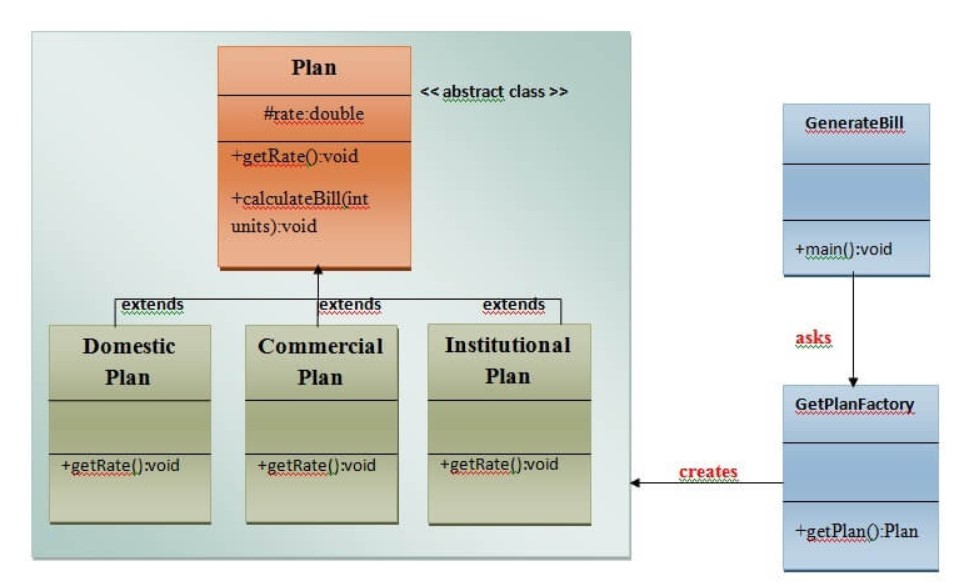 Plan
<< abstract class >>
#rate:double
+getRate():void
+calculateBill(int
units):void
extends
extends
extends
Domestic
Plan
+getRate():void
Commercial
Plan
+getRate():void
Institutional
Plan
+getRate():void
GenerateBill
+main():void
asks
GetPlanFactory
creates
+getPlan():Plan